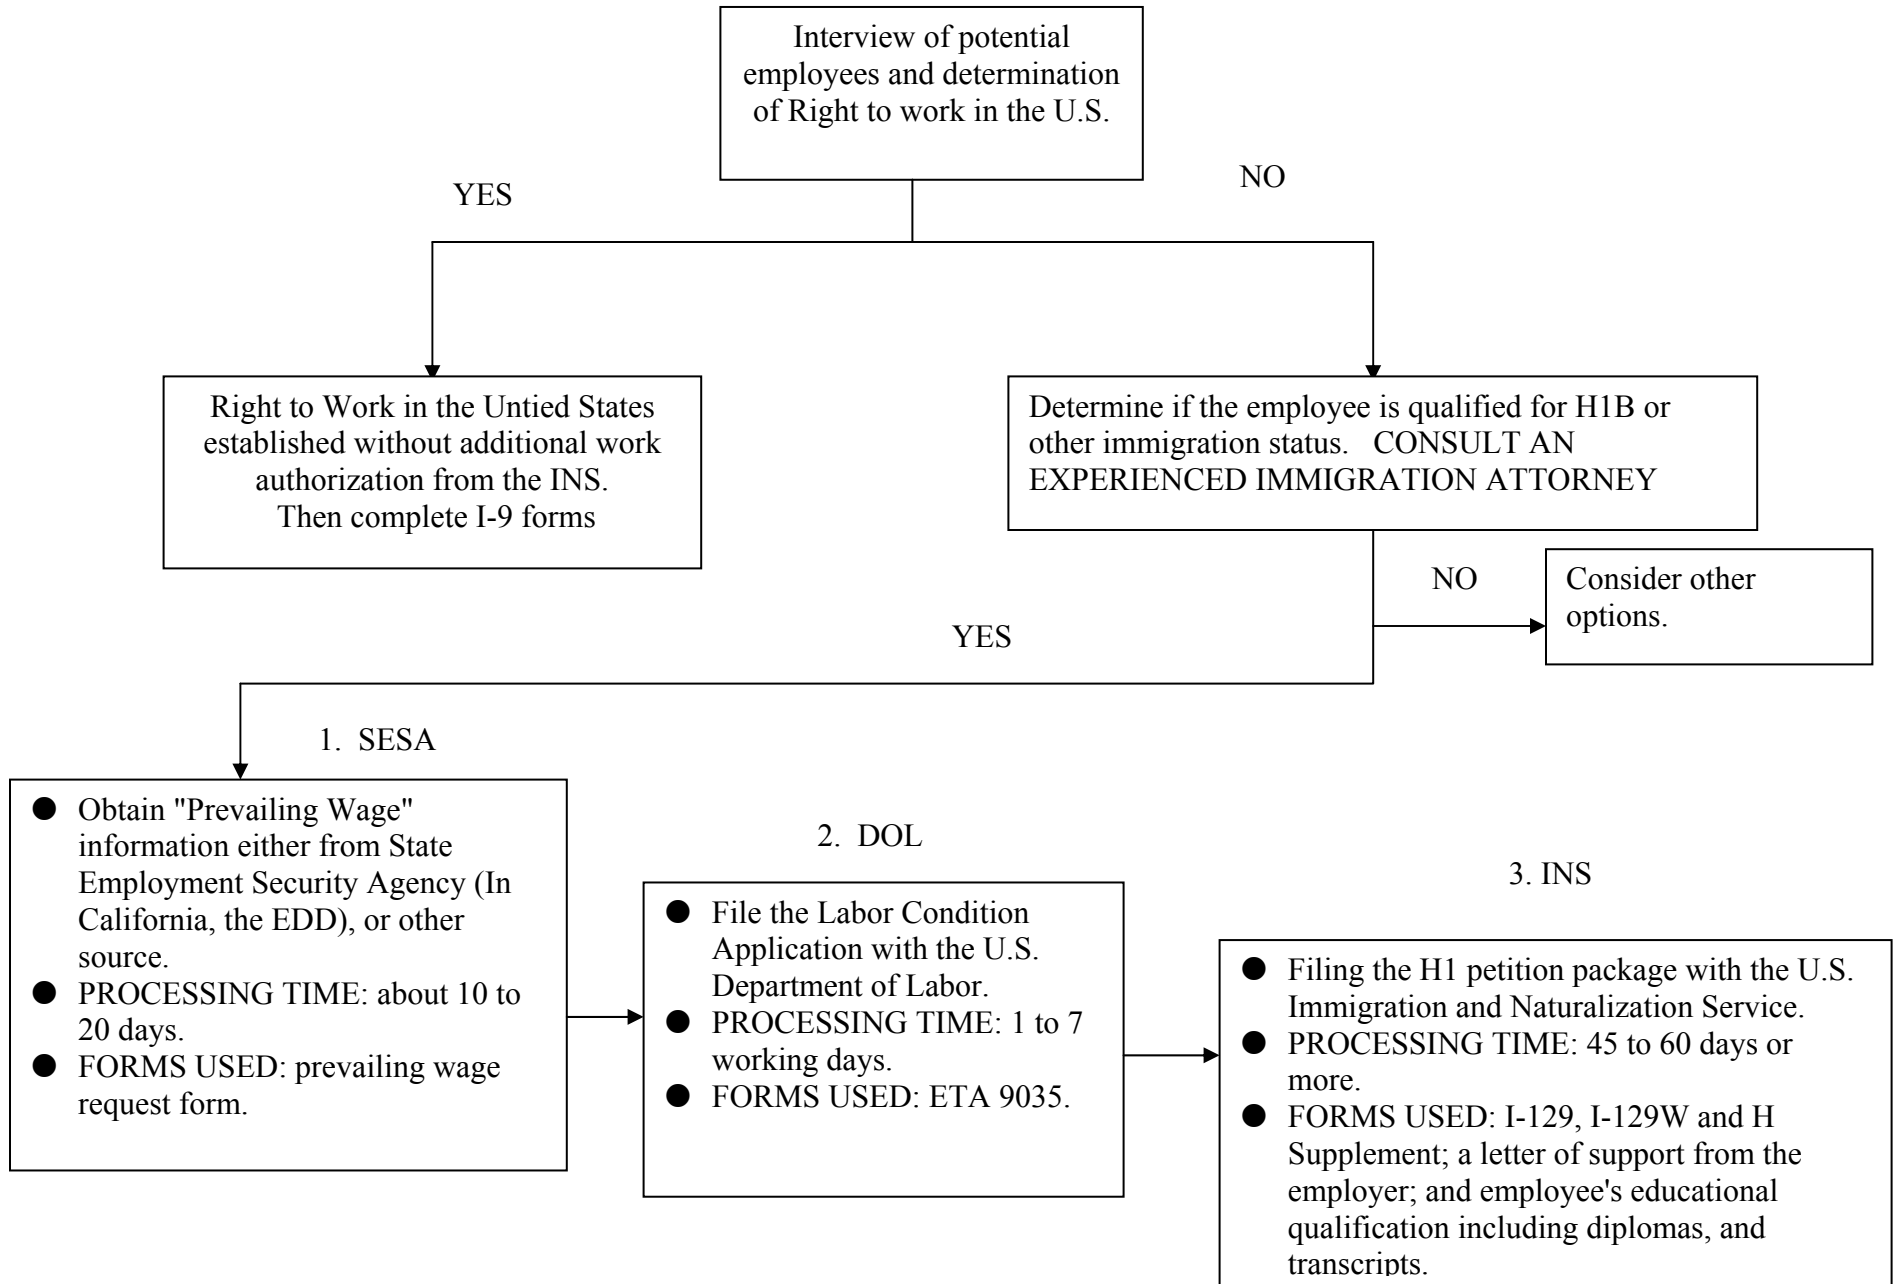 Interview of potential
employees and determination
of Right to work in the U.S.
YES
NO
Right to Work in the Untied States
established without additional work
authorization from the INS.
Then complete I-9 forms
Determine if the employee is qualified for H1B or
other immigration status. CONSULT AN
EXPERIENCED IMMIGRATION ATTORNEY
NO
Consider other
options.
YES
1. SESA
● Obtain "Prevailing Wage"
information either from State
Employment Security Agency (In
California, the EDD), or other
source.
● PROCESSING TIME: about 10 to
20 days.
● FORMS USED: prevailing wage
request form.
2. DOL
● File the Labor Condition
Application with the U.S.
Department of Labor.
● PROCESSING TIME: 1 to 7
working days.
● FORMS USED: ETA 9035.
3. INS
● Filing the H1 petition package with the U.S.
Immigration and Naturalization Service.
● PROCESSING TIME: 45 to 60 days or
more.
● FORMS USED: I-129, I-129W and H
Supplement; a letter of support from the
employer; and employee's educational
qualification including diplomas, and
transcripts.